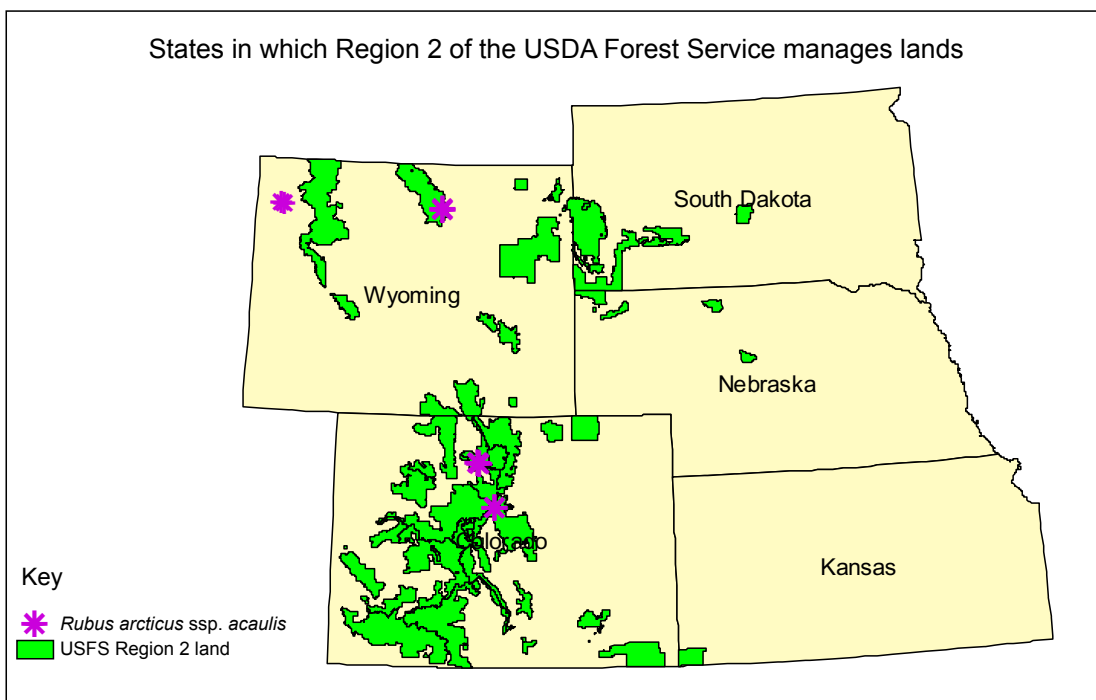 States in which Region 2 of the USDA Forest Service manages lands
South Dakota
Wyoming
Nebraska
Colorado
Kansas
Key
Rubus arcticus ssp. acaulis
USFS Region 2 land